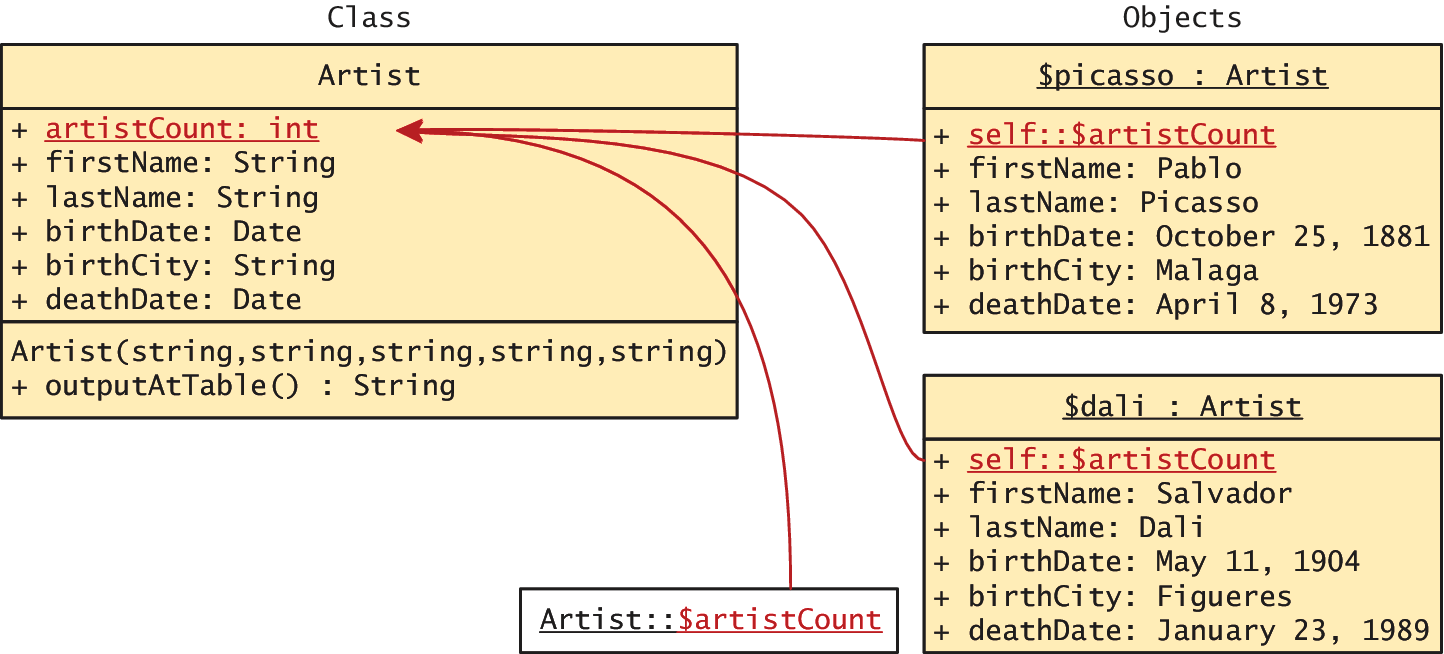 Class
Artist
+ artistCount: int
+ firstName: String
+ lastName: String
+ birthDate: Date
+ birthCity: String
+ deathDate: Date
Artist(string,string,string,string,string)
+ outputAtTable() : String
Objects
$picasso : Artist
+ self::$artistCount
+ firstName: Pablo
+ lastName: Picasso
+ birthDate: October 25, 1881
+ birthCity: Malaga
+ deathDate: April 8, 1973
$dali : Artist
+ self::$artistCount
+ firstName: Salvador
+ lastName: Dali
+ birthDate: May 11, 1904
+ birthCity: Figueres
+ deathDate: January 23, 1989
Artist::$artistCount